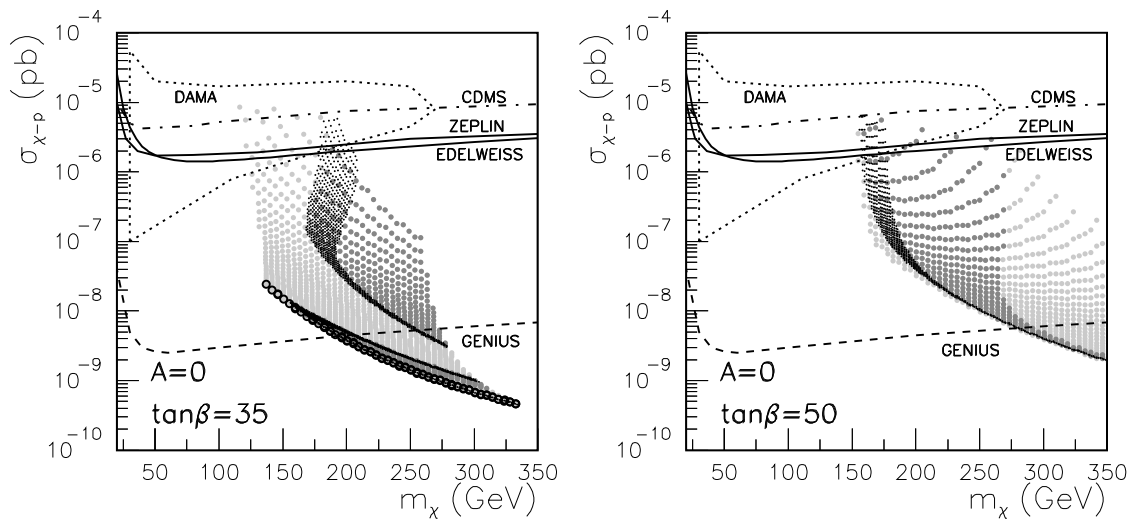 10⁻⁴
10⁻⁵
10⁻⁶
10⁻⁷
10⁻⁸
10⁻⁹
10⁻¹⁰
σχ₋p (pb)
DAMA
CDMS
ZEPLIN
EDELWEISS
GENIUS
A=0
tanβ=35
50 100 150 200 250 300 350
mχ (GeV)
10⁻⁴
10⁻⁵
10⁻⁶
10⁻⁷
10⁻⁸
10⁻⁹
10⁻¹⁰
σχ₋p (pb)
DAMA
CDMS
ZEPLIN
EDELWEISS
GENIUS
A=0
tanβ=50
50 100 150 200 250 300 350
mχ (GeV)